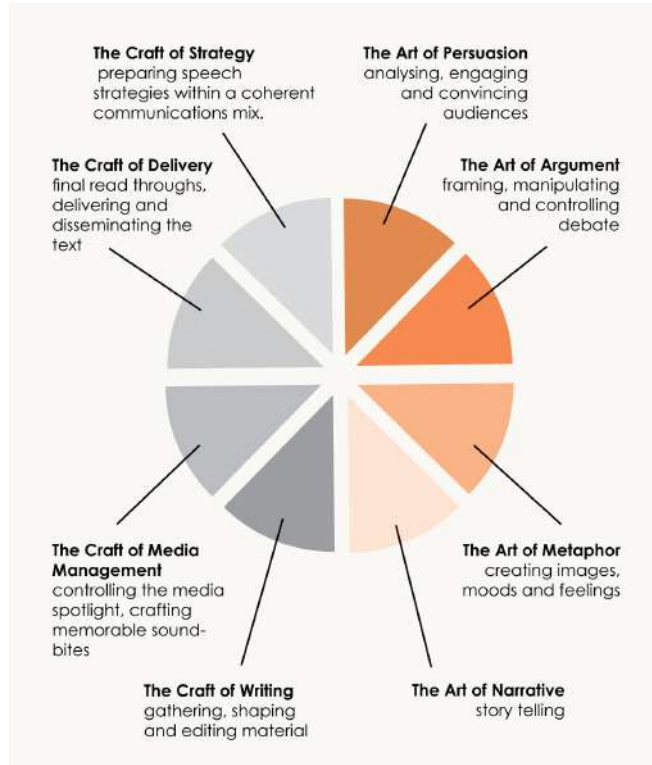 The Craft of Strategy
preparing speech
strategies within a coherent
communications mix.
The Art of Persuasion
analysing, engaging
and convincing
audiences
The Craft of Delivery
final read throughs,
delivering and
disseminating the
text
The Art of Argument
framing, manipulating
and controlling
debate
The Craft of Media
Management
controlling the media
spotlight, crafting
memorable sound-
bites
The Art of Metaphor
creating images,
moods and feelings
The Craft of Writing
gathering, shaping
and editing material
The Art of Narrative
story telling